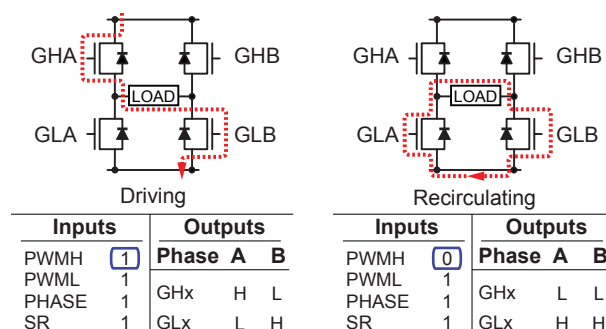 GHA GHB
LOAD
GLA GLB
Driving
Inputs Outputs
PWMH 1 Phase A B
PWML 1
PHASE 1 GHx H L
SR 1 GLx L H
GHA GHB
LOAD
GLA GLB
Recirculating
Inputs Outputs
PWMH 0 Phase A B
PWML 1
PHASE 1 GHx L L
SR 1 GLx H H